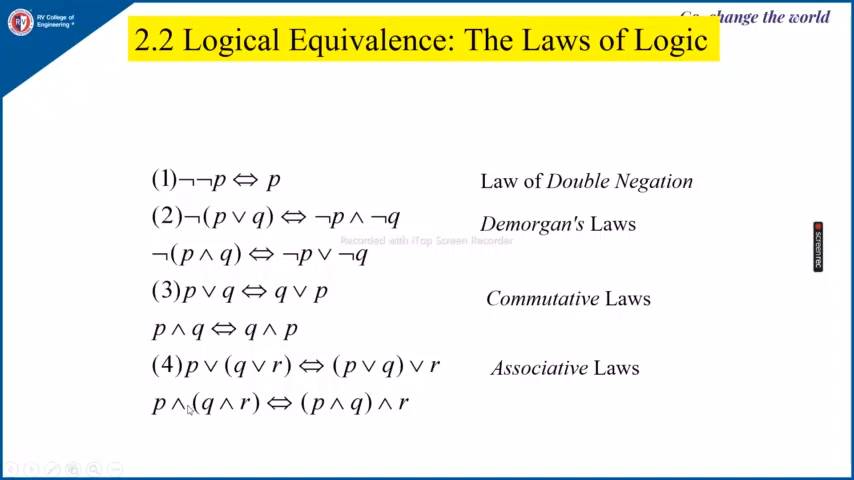 RV College of
Engineering
Go, change the world
2.2 Logical Equivalence: The Laws of Logic
(1)¬¬p ⇔ p Law of Double Negation
(2)¬(p ∨ q) ⇔ ¬p ∧ ¬q Demorgan's Laws
Recorded with iTop Screen Recorder
¬(p ∧ q) ⇔ ¬p ∨ ¬q
(3)p ∨ q ⇔ q ∨ p Commutative Laws
p ∧ q ⇔ q ∧ p
(4)p ∨ (q ∨ r) ⇔ (p ∨ q) ∨ r Associative Laws
p ∧ (q ∧ r) ⇔ (p ∧ q) ∧ r
screenrec